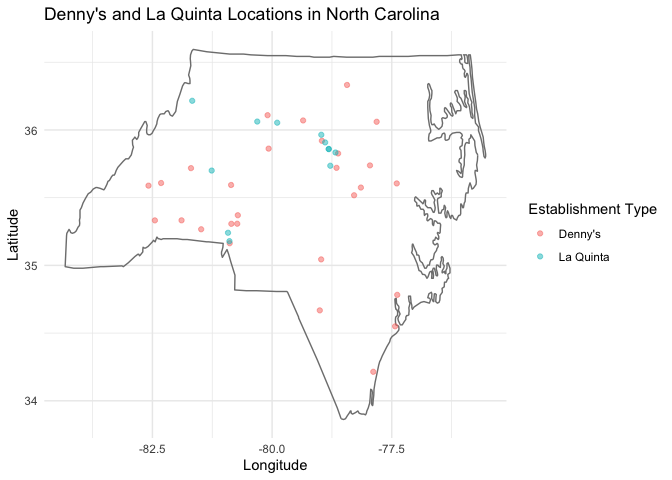 Denny's and La Quinta Locations in North Carolina
36
35
34
Latitude
-82.5
-80.0
-77.5
Longitude
Establishment Type
Denny's
La Quinta